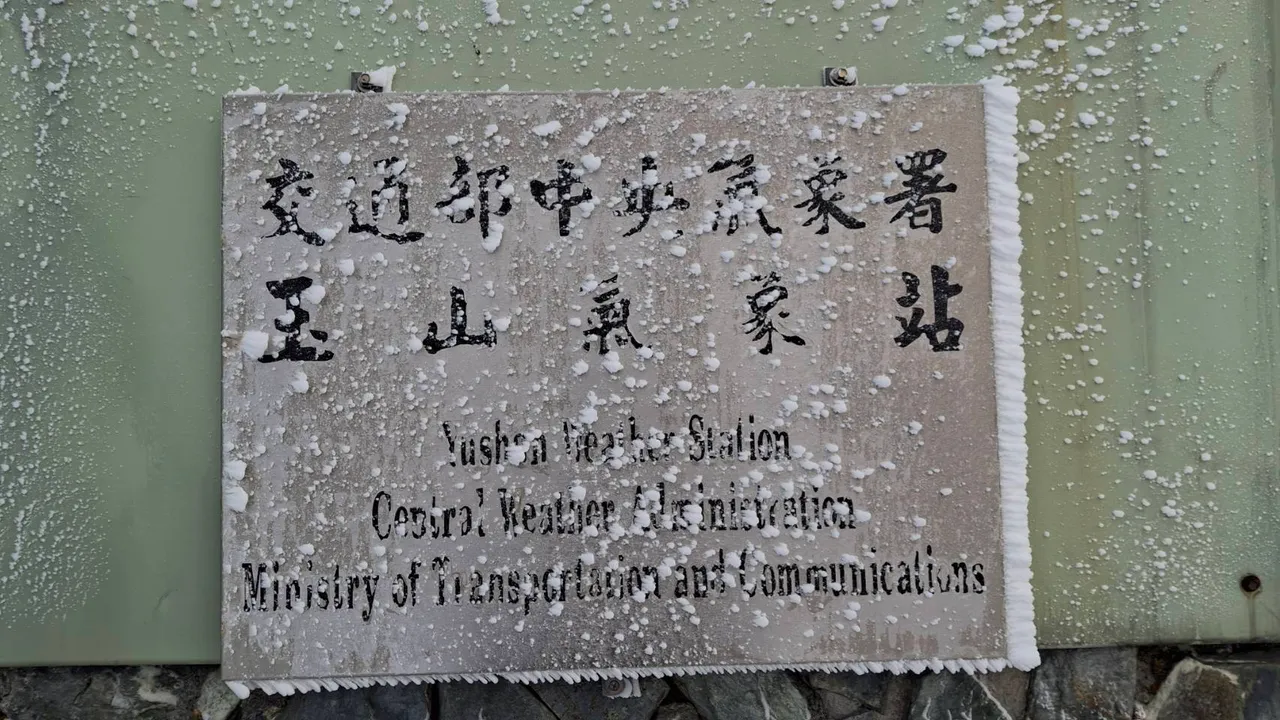 交通部中央氣象署
玉山氣象站
Yushan Weather Station
Central Weather Administration
Ministry of Transportation and Communications